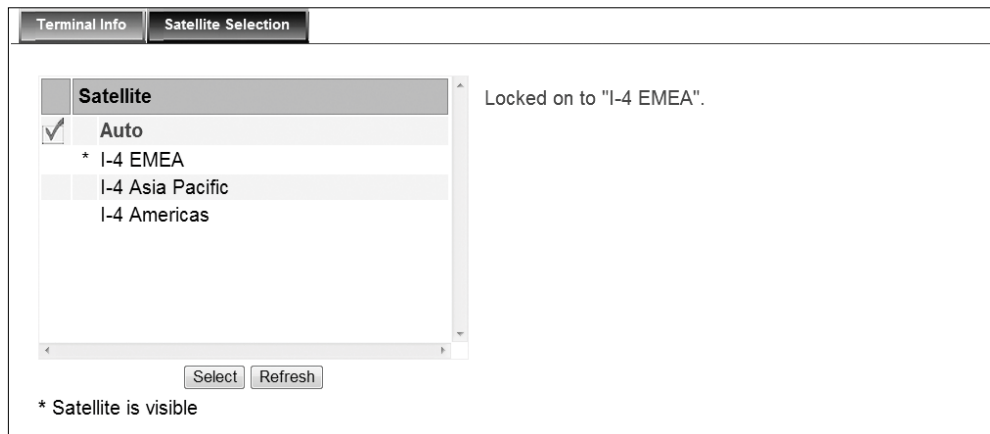 Terminal Info Satellite Selection
Satellite
Locked on to "I-4 EMEA".
Auto
* I-4 EMEA
I-4 Asia Pacific
I-4 Americas
Select Refresh
* Satellite is visible